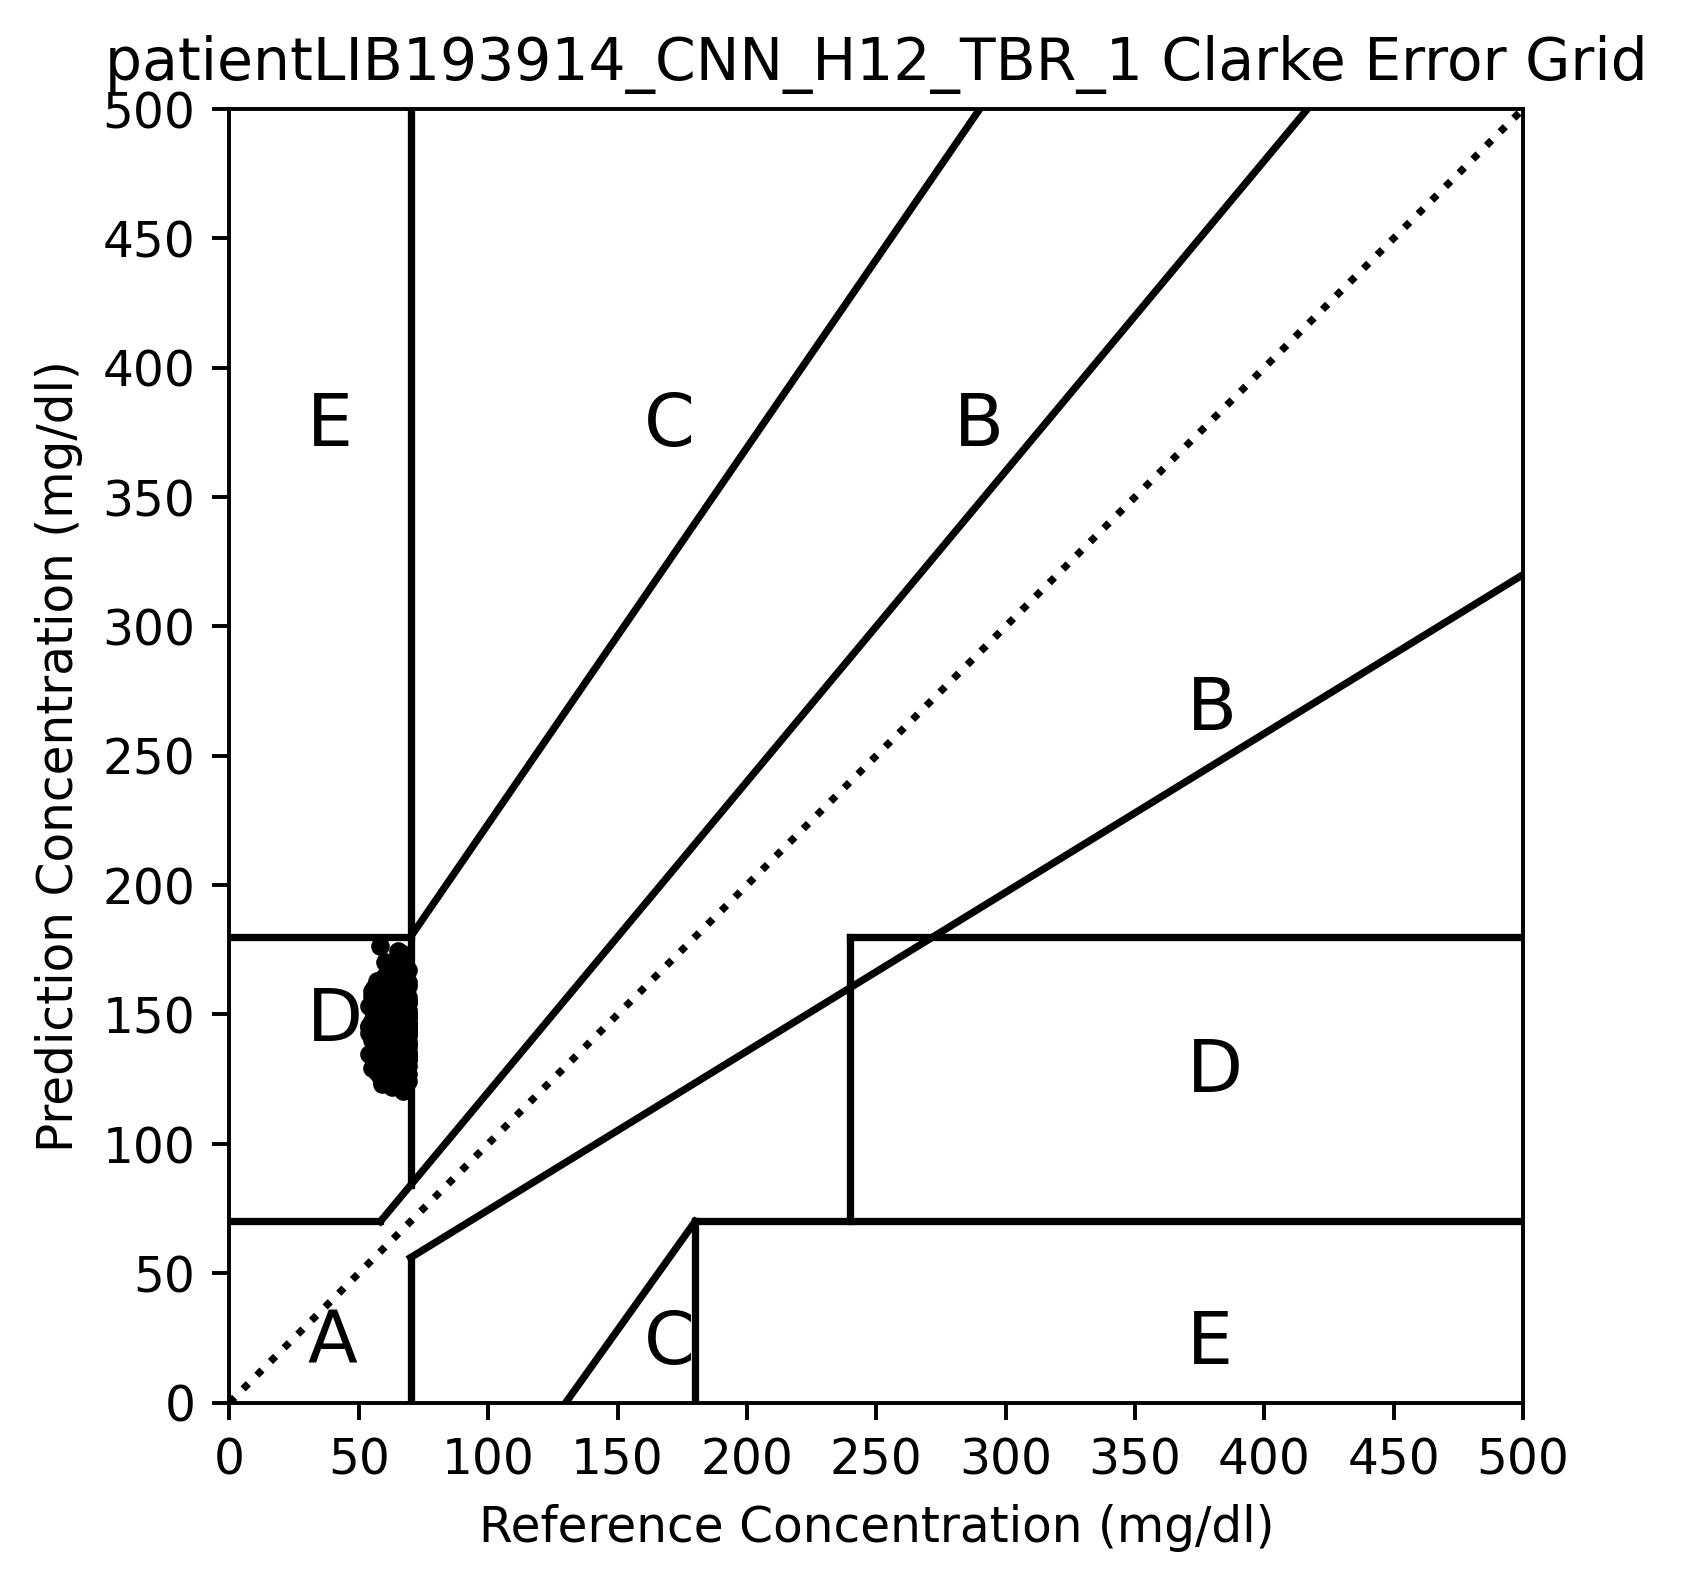 patientLIB193914_CNN_H12_TBR_1 Clarke Error Grid
500
450
400
350
300
250
200
150
100
50
0
Prediction Concentration (mg/dl)
E
C
B
B
D
D
A
C
E
0 50 100 150 200 250 300 350 400 450 500
Reference Concentration (mg/dl)